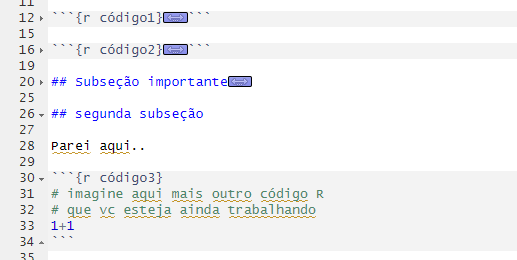 11
12 ```{r código1}```
15
16 ```{r código2}```
19
20 ## Subseção importante
25
26 ## segunda subseção
27
28 Parei aqui..
29
30 ```{r código3}
31 # imagine aqui mais outro código R
32 # que vc esteja ainda trabalhando
33 1+1
34 ```
35